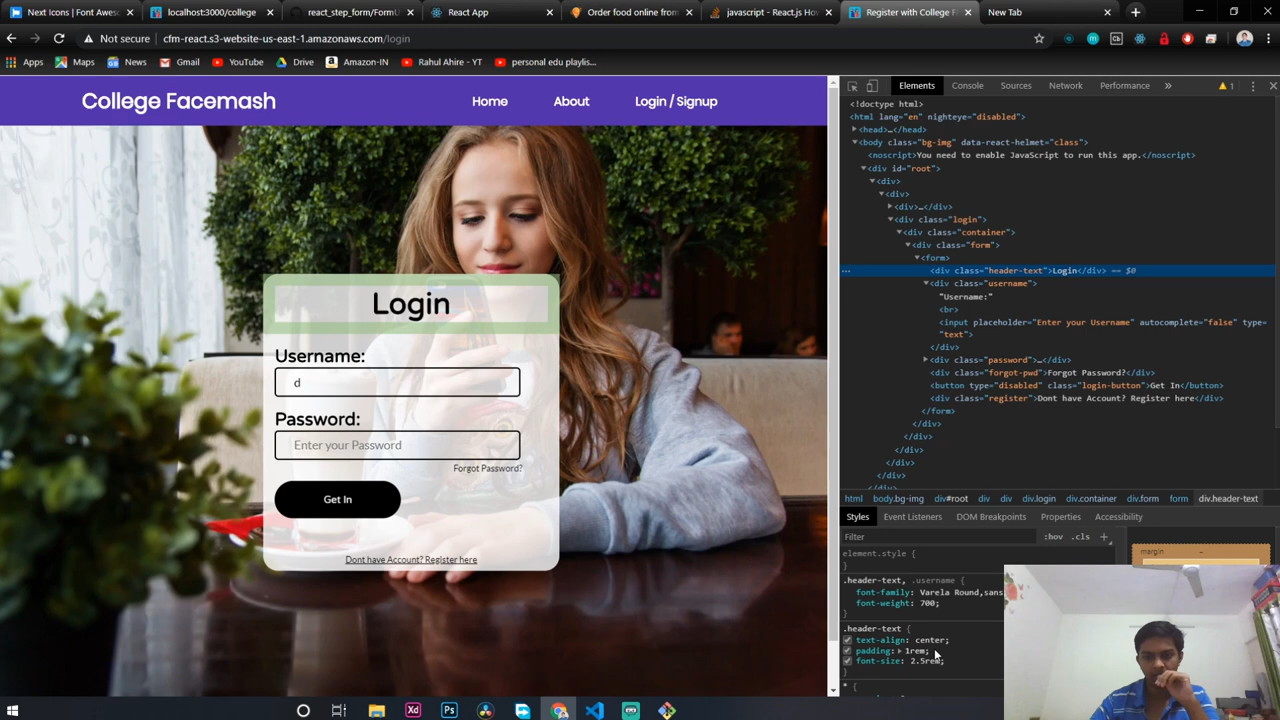 Next Icons | Font Awes
localhost:3000/college
react_step_form/FormU
React App
Order food online from
javascript - React.js Ho
Register with College F
New Tab
Not secure
cfm-react.s3-website-us-east-1.amazonaws.com/login
Apps
Maps
News
Gmail
YouTube
Drive
Amazon-IN
Rahul Ahire - YT
personal edu playlis...
College Facemash
Home
About
Login / Signup
Login
Username:
d
Password:
Enter your Password
Forgot Password?
Get In
Dont have Account? Register here
Elements Console Sources Network Performance » 1
<!doctype html>
<html lang="en" nighteye="disabled">
<head>…</head>
<body class="bg-img" data-react-helmet="class">
<noscript>You need to enable JavaScript to run this app.</noscript>
<div id="root">
<div>
<div>
<div>…</div>
<div class="login">
<div class="container">
<div class="form">
<form>
<div class="header-text">Login</div> == $0
<div class="username">
"Username:"
<br>
<input placeholder="Enter your Username" autocomplete="false" type=
"text">
</div>
<div class="password">…</div>
<div class="forgot-pwd">Forgot Password?</div>
<button type="disabled" class="login-button">Get In</button>
<div class="register">Dont have Account? Register here</div>
</form>
</div>
</div>
</div>
</div>
</div>
html body.bg-img div#root div div div.login div.container div.form form div.header-text
Styles Event Listeners DOM Breakpoints Properties Accessibility
Filter :hov .cls +
element.style {
}
.header-text, .username {
font-family: Varela Round,sans
font-weight: 700;
}
.header-text {
text-align: center;
padding: 1rem;
font-size: 2.5rem;
}
* {
margin –